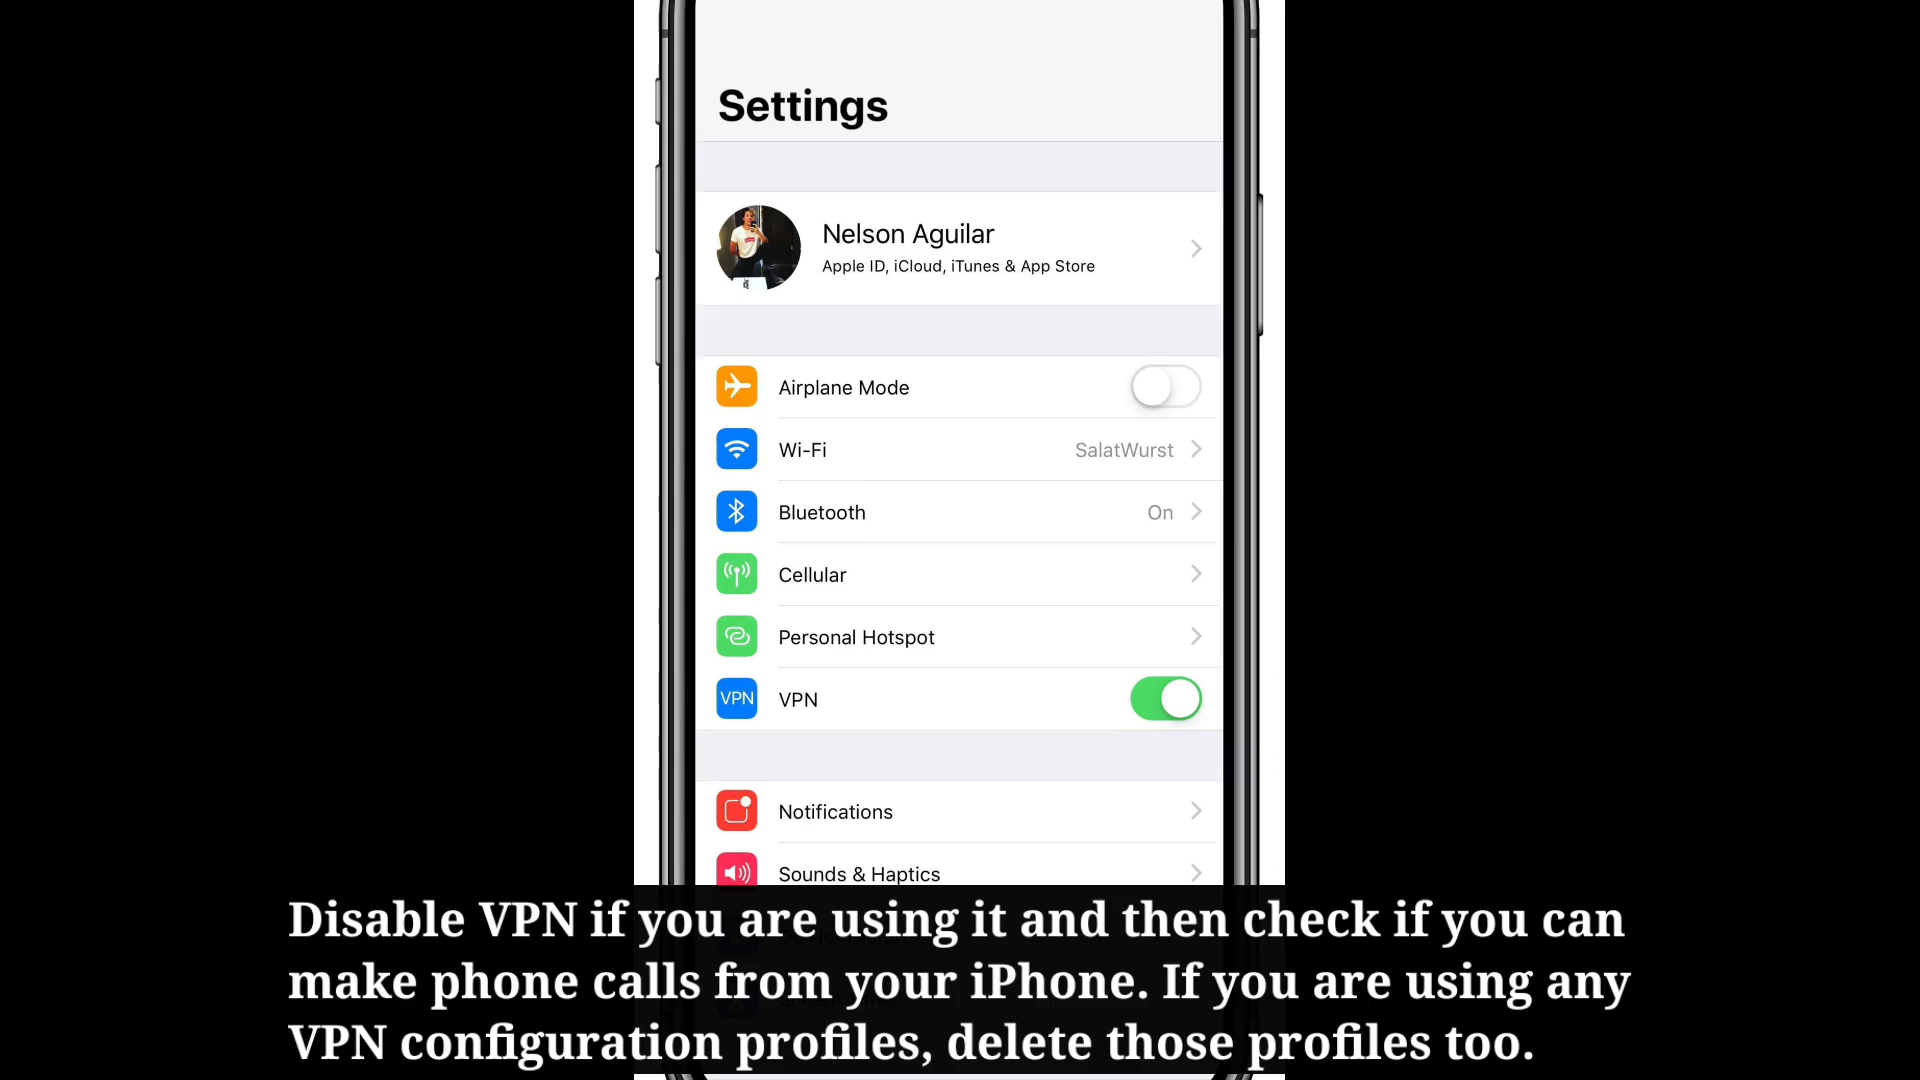 Settings
Nelson Aguilar
Apple ID, iCloud, iTunes & App Store
Airplane Mode
Wi-Fi SalatWurst
Bluetooth On
Cellular
Personal Hotspot
VPN VPN
Notifications
Sounds & Haptics
Disable VPN if you are using it and then check if you can
make phone calls from your iPhone. If you are using any
VPN configuration profiles, delete those profiles too.